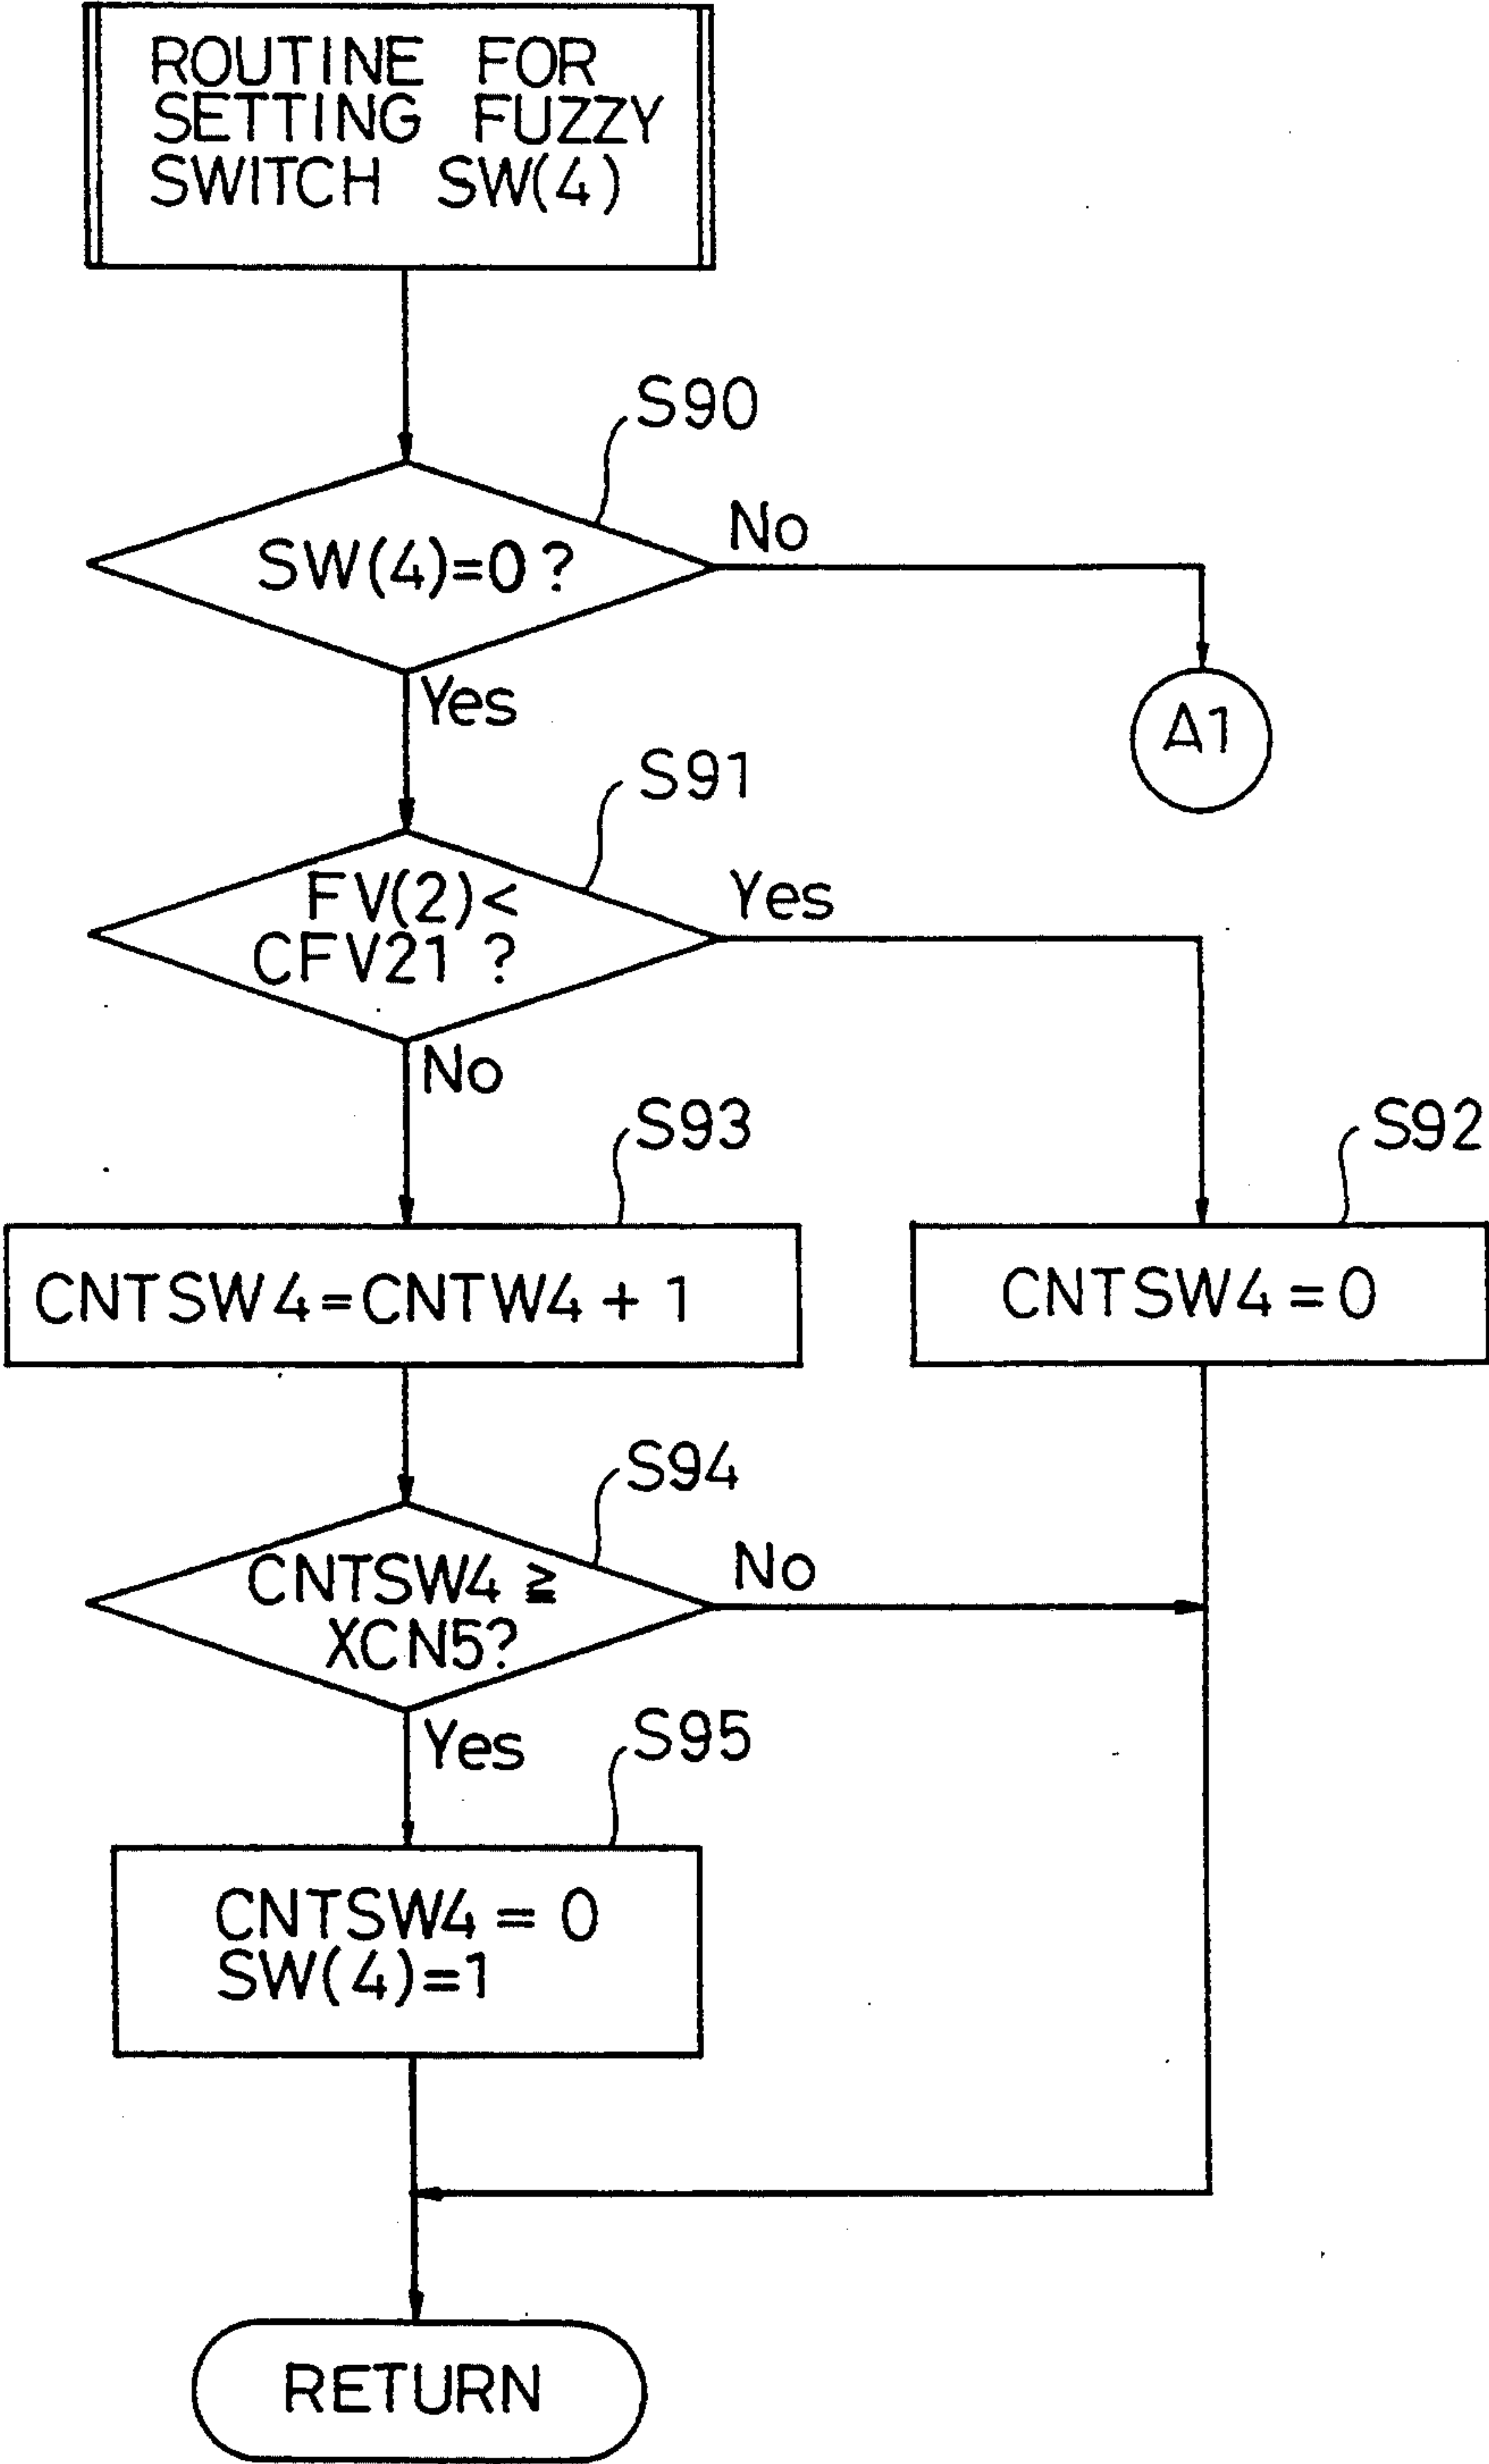 ROUTINE FOR
SETTING FUZZY
SWITCH SW(4)
S90
SW(4)=0 ?
No
Yes
A1
S91
FV(2)<
CFV21 ?
Yes
No
S93
S92
CNTSW4=CNTW4 + 1
CNTSW4 = 0
S94
CNTSW4 ≧
XCN5?
No
Yes
S95
CNTSW4 = 0
SW(4)=1
RETURN